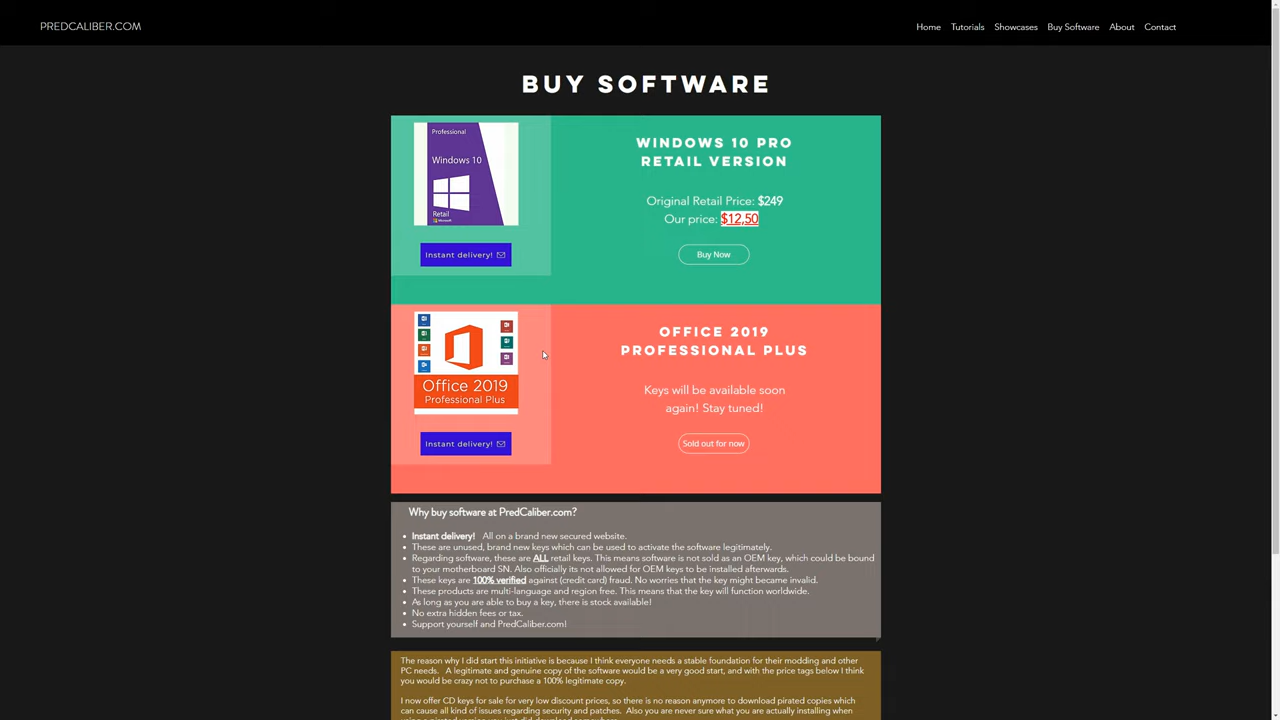 PREDCALIBER.COM
Home Tutorials Showcases Buy Software About Contact
BUY SOFTWARE
Professional
Windows 10
Retail
Microsoft
Instant delivery!
WINDOWS 10 PRO
RETAIL VERSION
Original Retail Price: $249
Our price: $12,50
Buy Now
Office 2019
Professional Plus
Instant delivery!
OFFICE 2019
PROFESSIONAL PLUS
Keys will be available soon
again! Stay tuned!
Sold out for now
Why buy software at PredCaliber.com?
Instant delivery! All on a brand new secured website.
These are unused, brand new keys which can be used to activate the software legitimately.
Regarding software, these are ALL retail keys. This means software is not sold as an OEM key, which could be bound
to your motherboard SN. Also officially its not allowed for OEM keys to be installed afterwards.
These keys are 100% verified against (credit card) fraud. No worries that the key might became invalid.
These products are multi-language and region free. This means that the key will function worldwide.
As long as you are able to buy a key, there is stock available!
No extra hidden fees or tax.
Support yourself and PredCaliber.com!
The reason why I did start this initiative is because I think everyone needs a stable foundation for their modding and other
PC needs. A legitimate and genuine copy of the software would be a very good start, and with the price tags below I think
you would be crazy not to purchase a 100% legitimate copy.
I now offer CD keys for sale for very low discount prices, so there is no reason anymore to download pirated copies which
can cause all kind of issues regarding security and patches. Also you are never sure what you are actually installing when